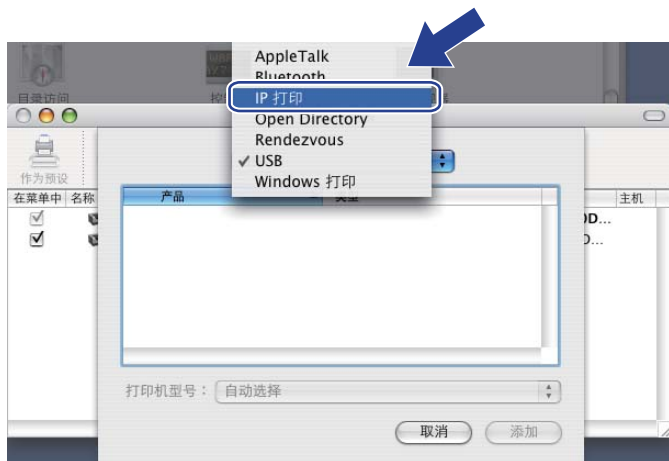 AppleTalk
Bluetooth
目录访问
IP 打印
Open Directory
Rendezvous
作为预设
✓ USB
Windows 打印
在菜单中 名称
产品
类型
主机
打印机型号：
自动选择
取消
添加